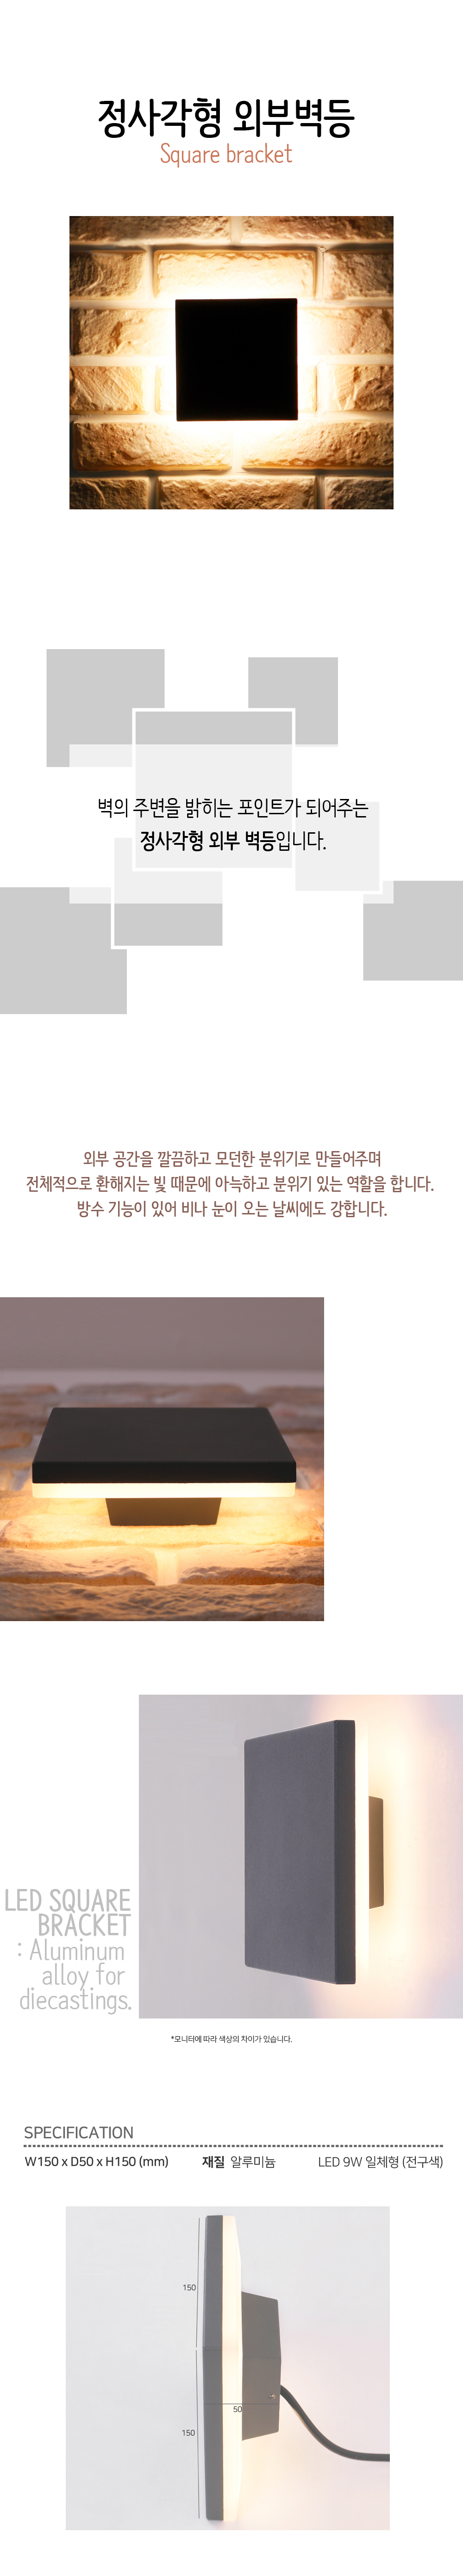 정사각형 외부벽등
Square bracket
벽의 주변을 밝히는 포인트가 되어주는
정사각형 외부 벽등입니다.
외부 공간을 깔끔하고 모던한 분위기로 만들어주며
전체적으로 환해지는 빛 때문에 아늑하고 분위기 있는 역할을 합니다.
방수 기능이 있어 비나 눈이 오는 날씨에도 강합니다.
LED SQUARE
BRACKET
: Aluminum
alloy for
diecastings.
*모니터에 따라 색상의 차이가 있습니다.
SPECIFICATION
W150 x D50 x H150 (mm) 재질 알루미늄 LED 9W 일체형 (전구색)
150
50
150